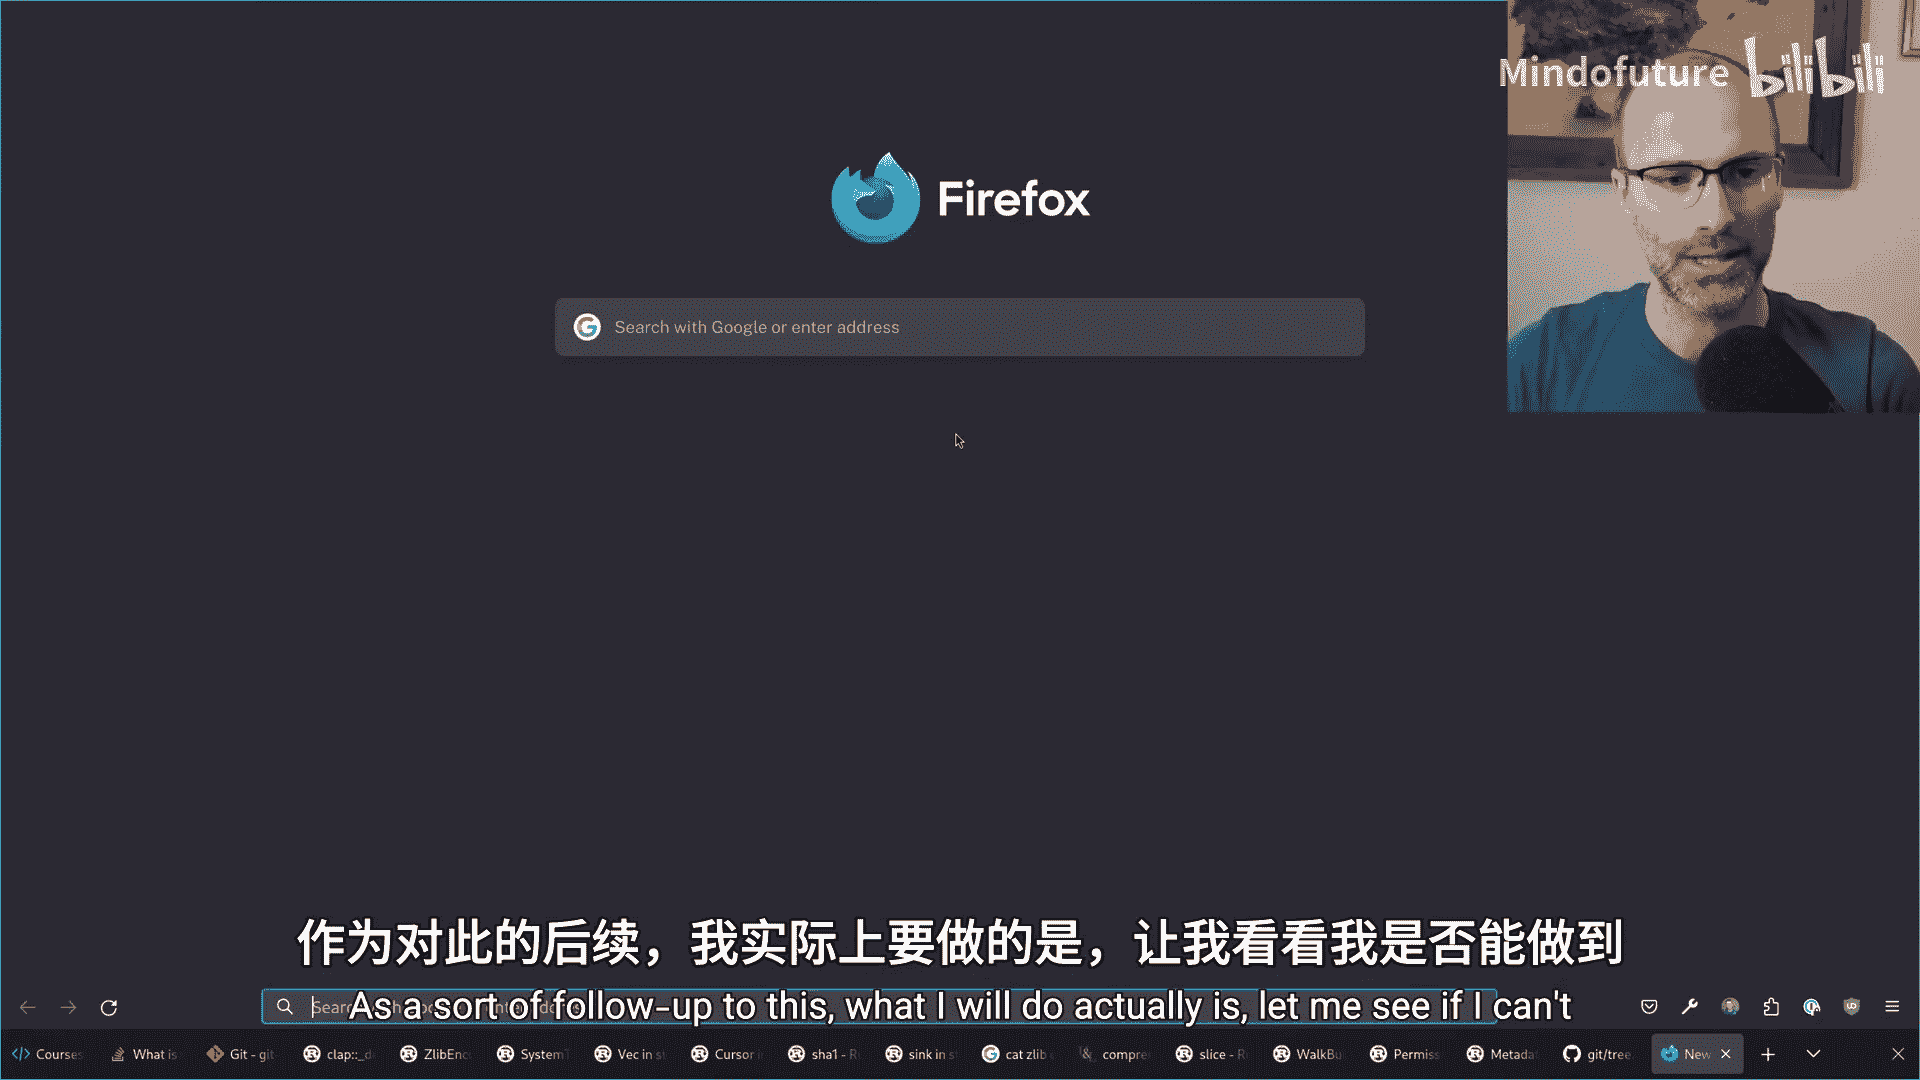 Mindofuture bilibili
Firefox
Search with Google or enter address
作为对此的后续，我实际上要做的是，让我看看我是否能做到
As a sort of follow-up to this, what I will do actually is, let me see if I can't
Courses What is Git - git clap::_d ZlibEnc System Vec in s Cursor i sha1 - R sink in s cat zlib compre slice - R WalkBu Permiss Metada git/tree New